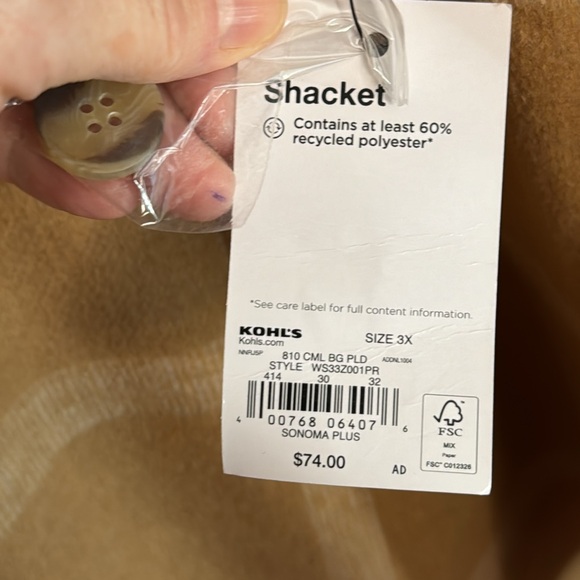 Shacket
Contains at least 60%
recycled polyester*
*See care label for full content information.
KOHL'S
Kohls.com
SIZE 3X
NNRJSP 810 CML BG PLD ADDNL1004
STYLE WS33Z001PR
414 30 32
4 00768 06407 6
SONOMA PLUS
$74.00
AD
FSC
MIX
Paper
FSC® C012326